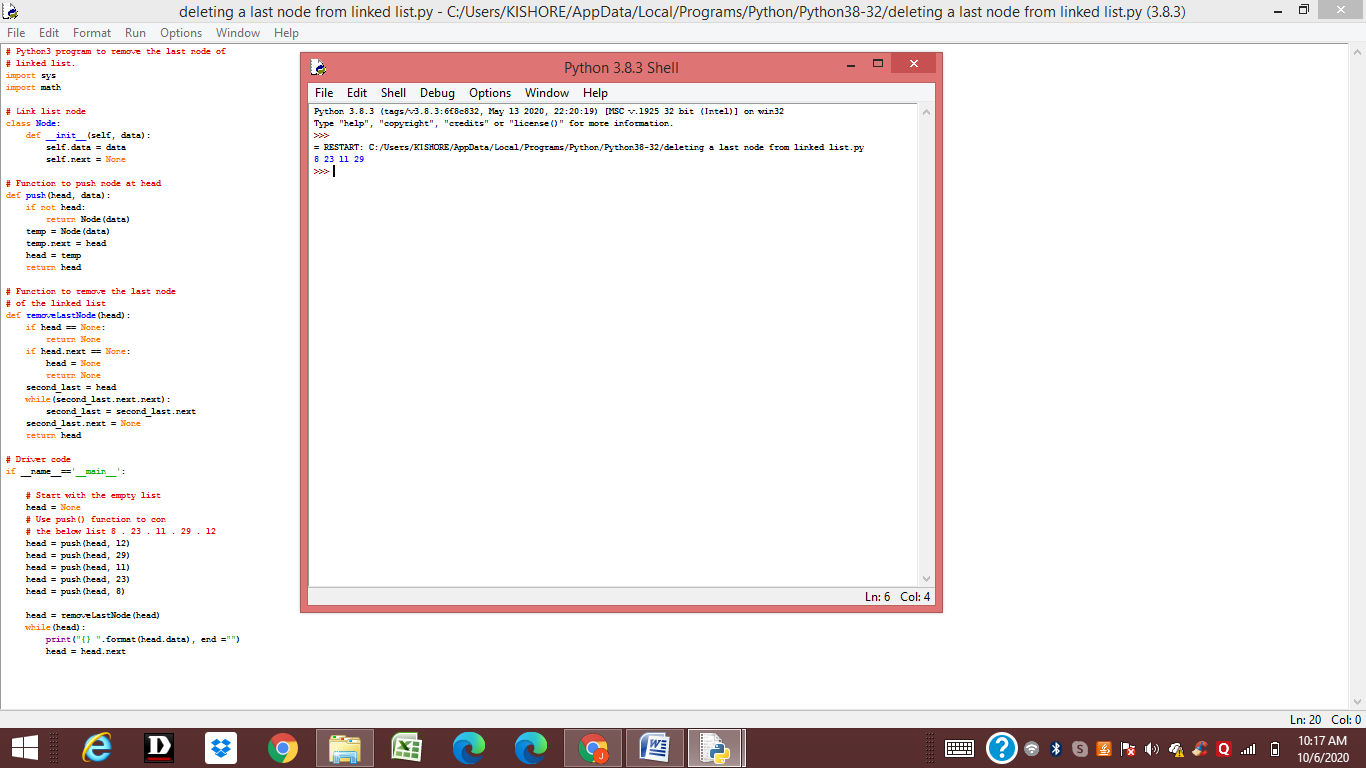 deleting a last node from linked list.py - C:/Users/KISHORE/AppData/Local/Programs/Python/Python38-32/deleting a last node from linked list.py (3.8.3)
File Edit Format Run Options Window Help
# Python3 program to remove the last node of
# linked list.
import sys
import math

# Link list node
class Node:
    def __init__(self, data):
        self.data = data
        self.next = None

# Function to push node at head
def push(head, data):
    if not head:
        return Node(data)
    temp = Node(data)
    temp.next = head
    head = temp
    return head

# Function to remove the last node
# of the linked list
def removeLastNode(head):
    if head == None:
        return None
    if head.next == None:
        head = None
        return None
    second_last = head
    while(second_last.next.next):
        second_last = second_last.next
    second_last.next = None
    return head

# Driver code
if __name__=='__main__':

    # Start with the empty list
    head = None
    # Use push() function to con
    # the below list 8 . 23 . 11 . 29 . 12
    head = push(head, 12)
    head = push(head, 29)
    head = push(head, 11)
    head = push(head, 23)
    head = push(head, 8)

    head = removeLastNode(head)
    while(head):
        print("{} ".format(head.data), end ="")
        head = head.next
Python 3.8.3 Shell
File Edit Shell Debug Options Window Help
Python 3.8.3 (tags/v3.8.3:6f8c832, May 13 2020, 22:20:19) [MSC v.1925 32 bit (Intel)] on win32
Type "help", "copyright", "credits" or "license()" for more information.
>>>
= RESTART: C:/Users/KISHORE/AppData/Local/Programs/Python/Python38-32/deleting a last node from linked list.py
8 23 11 29
>>>
Ln: 6 Col: 4
Ln: 20 Col: 0
10:17 AM
10/6/2020